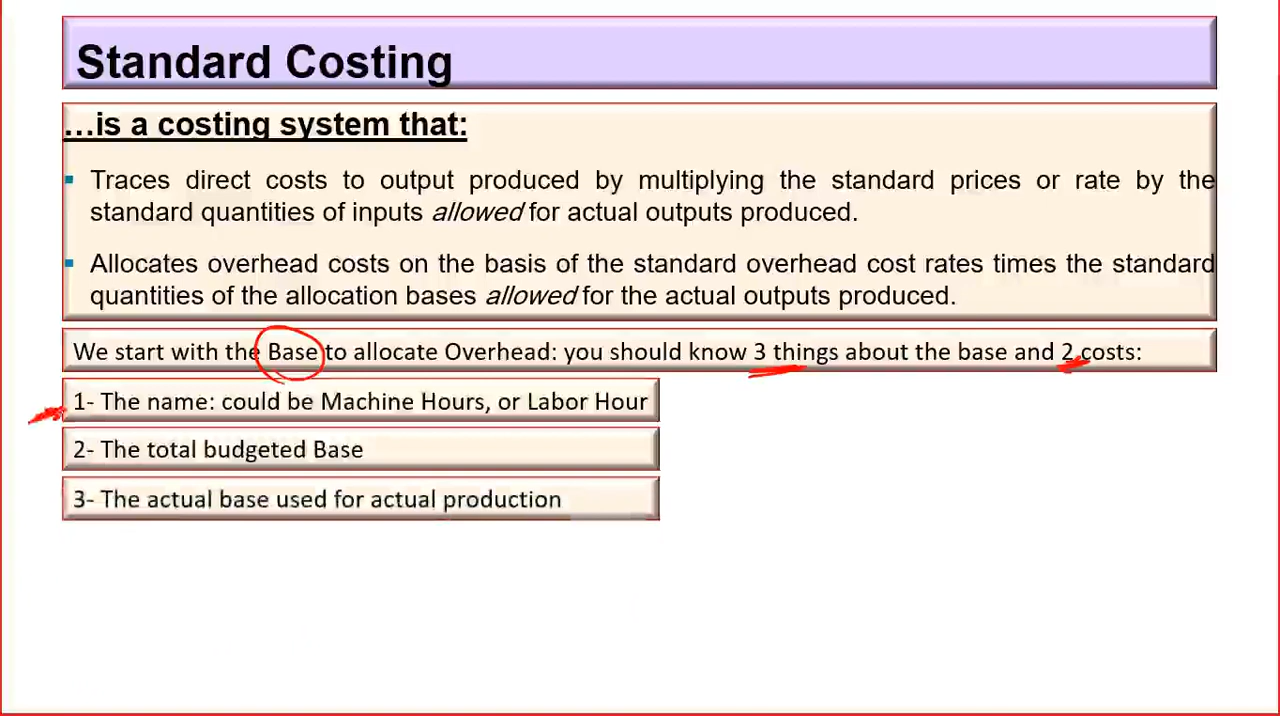 Standard Costing
...is a costing system that:
▪ Traces direct costs to output produced by multiplying the standard prices or rate by the
standard quantities of inputs allowed for actual outputs produced.
▪ Allocates overhead costs on the basis of the standard overhead cost rates times the standard
quantities of the allocation bases allowed for the actual outputs produced.
We start with the Base to allocate Overhead: you should know 3 things about the base and 2 costs:
1- The name: could be Machine Hours, or Labor Hour
2- The total budgeted Base
3- The actual base used for actual production